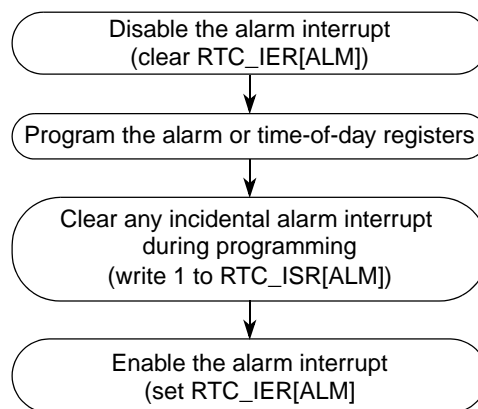 Disable the alarm interrupt
(clear RTC_IER[ALM])
Program the alarm or time-of-day registers
Clear any incidental alarm interrupt
during programming
(write 1 to RTC_ISR[ALM])
Enable the alarm interrupt
(set RTC_IER[ALM]